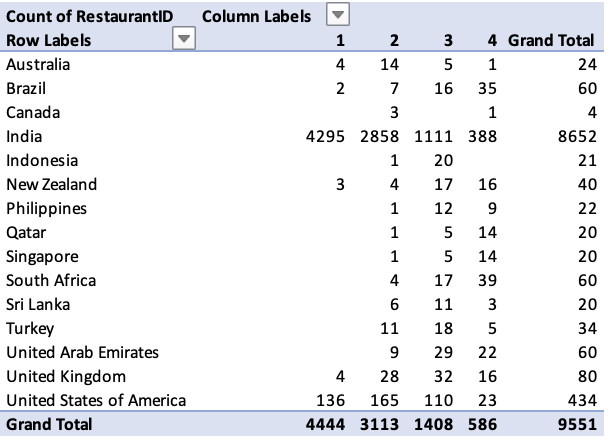 Count of RestaurantID Column Labels
Row Labels 1 2 3 4 Grand Total
Australia 4 14 5 1 24
Brazil 2 7 16 35 60
Canada 3 1 4
India 4295 2858 1111 388 8652
Indonesia 1 20 21
New Zealand 3 4 17 16 40
Philippines 1 12 9 22
Qatar 1 5 14 20
Singapore 1 5 14 20
South Africa 4 17 39 60
Sri Lanka 6 11 3 20
Turkey 11 18 5 34
United Arab Emirates 9 29 22 60
United Kingdom 4 28 32 16 80
United States of America 136 165 110 23 434
Grand Total 4444 3113 1408 586 9551